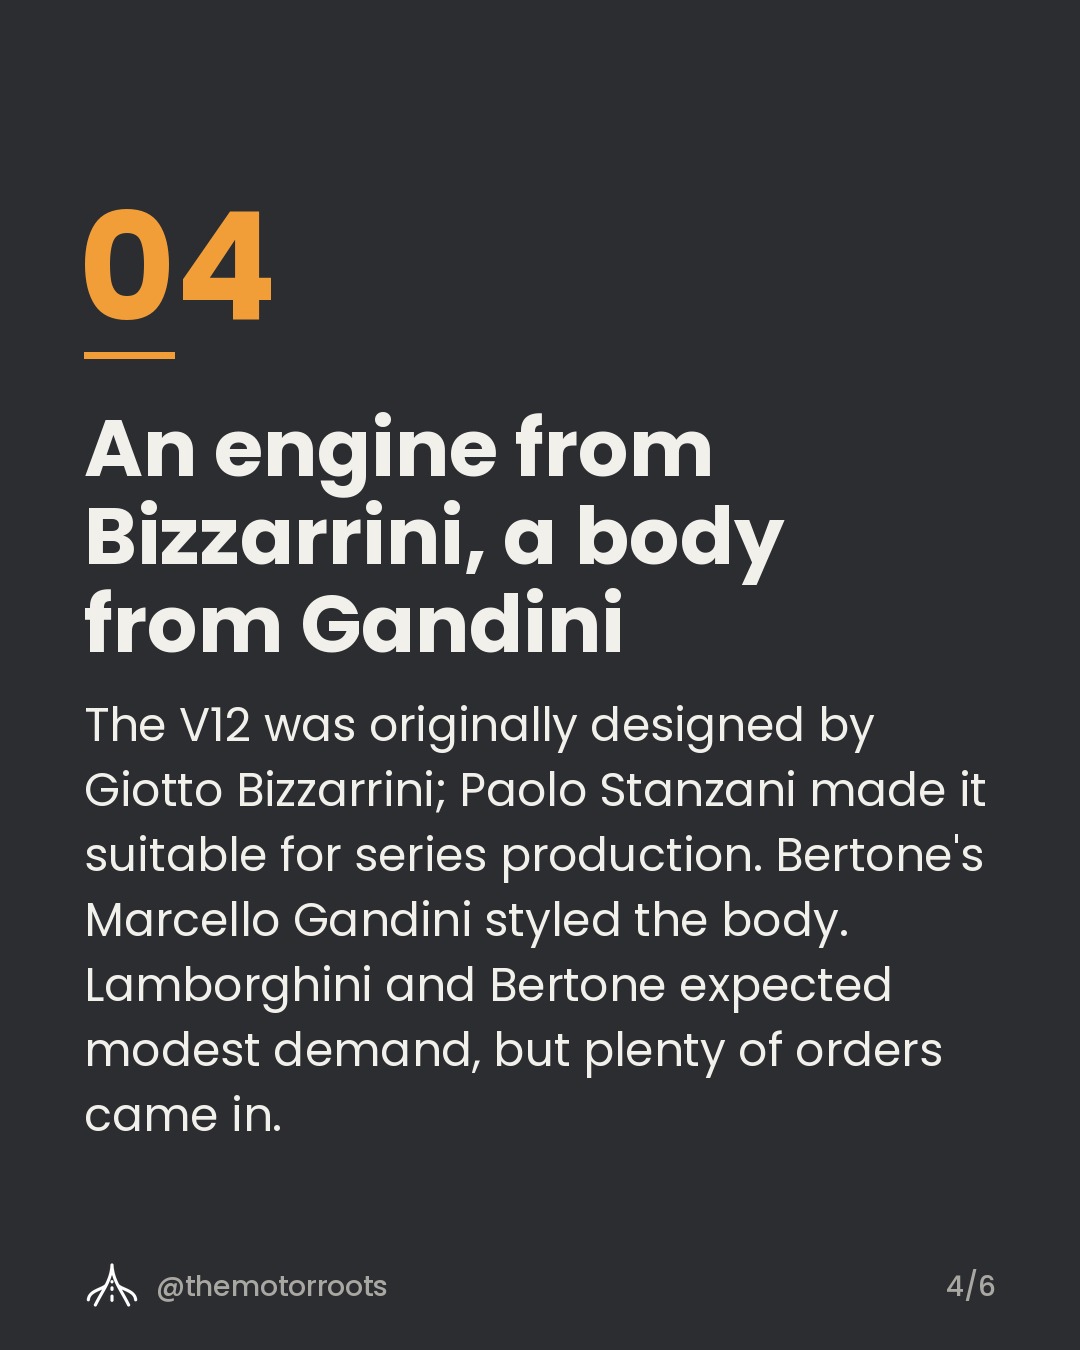 04
An engine from
Bizzarrini, a body
from Gandini
The V12 was originally designed by
Giotto Bizzarrini; Paolo Stanzani made it
suitable for series production. Bertone's
Marcello Gandini styled the body.
Lamborghini and Bertone expected
modest demand, but plenty of orders
came in.
@themotorroots
4/6